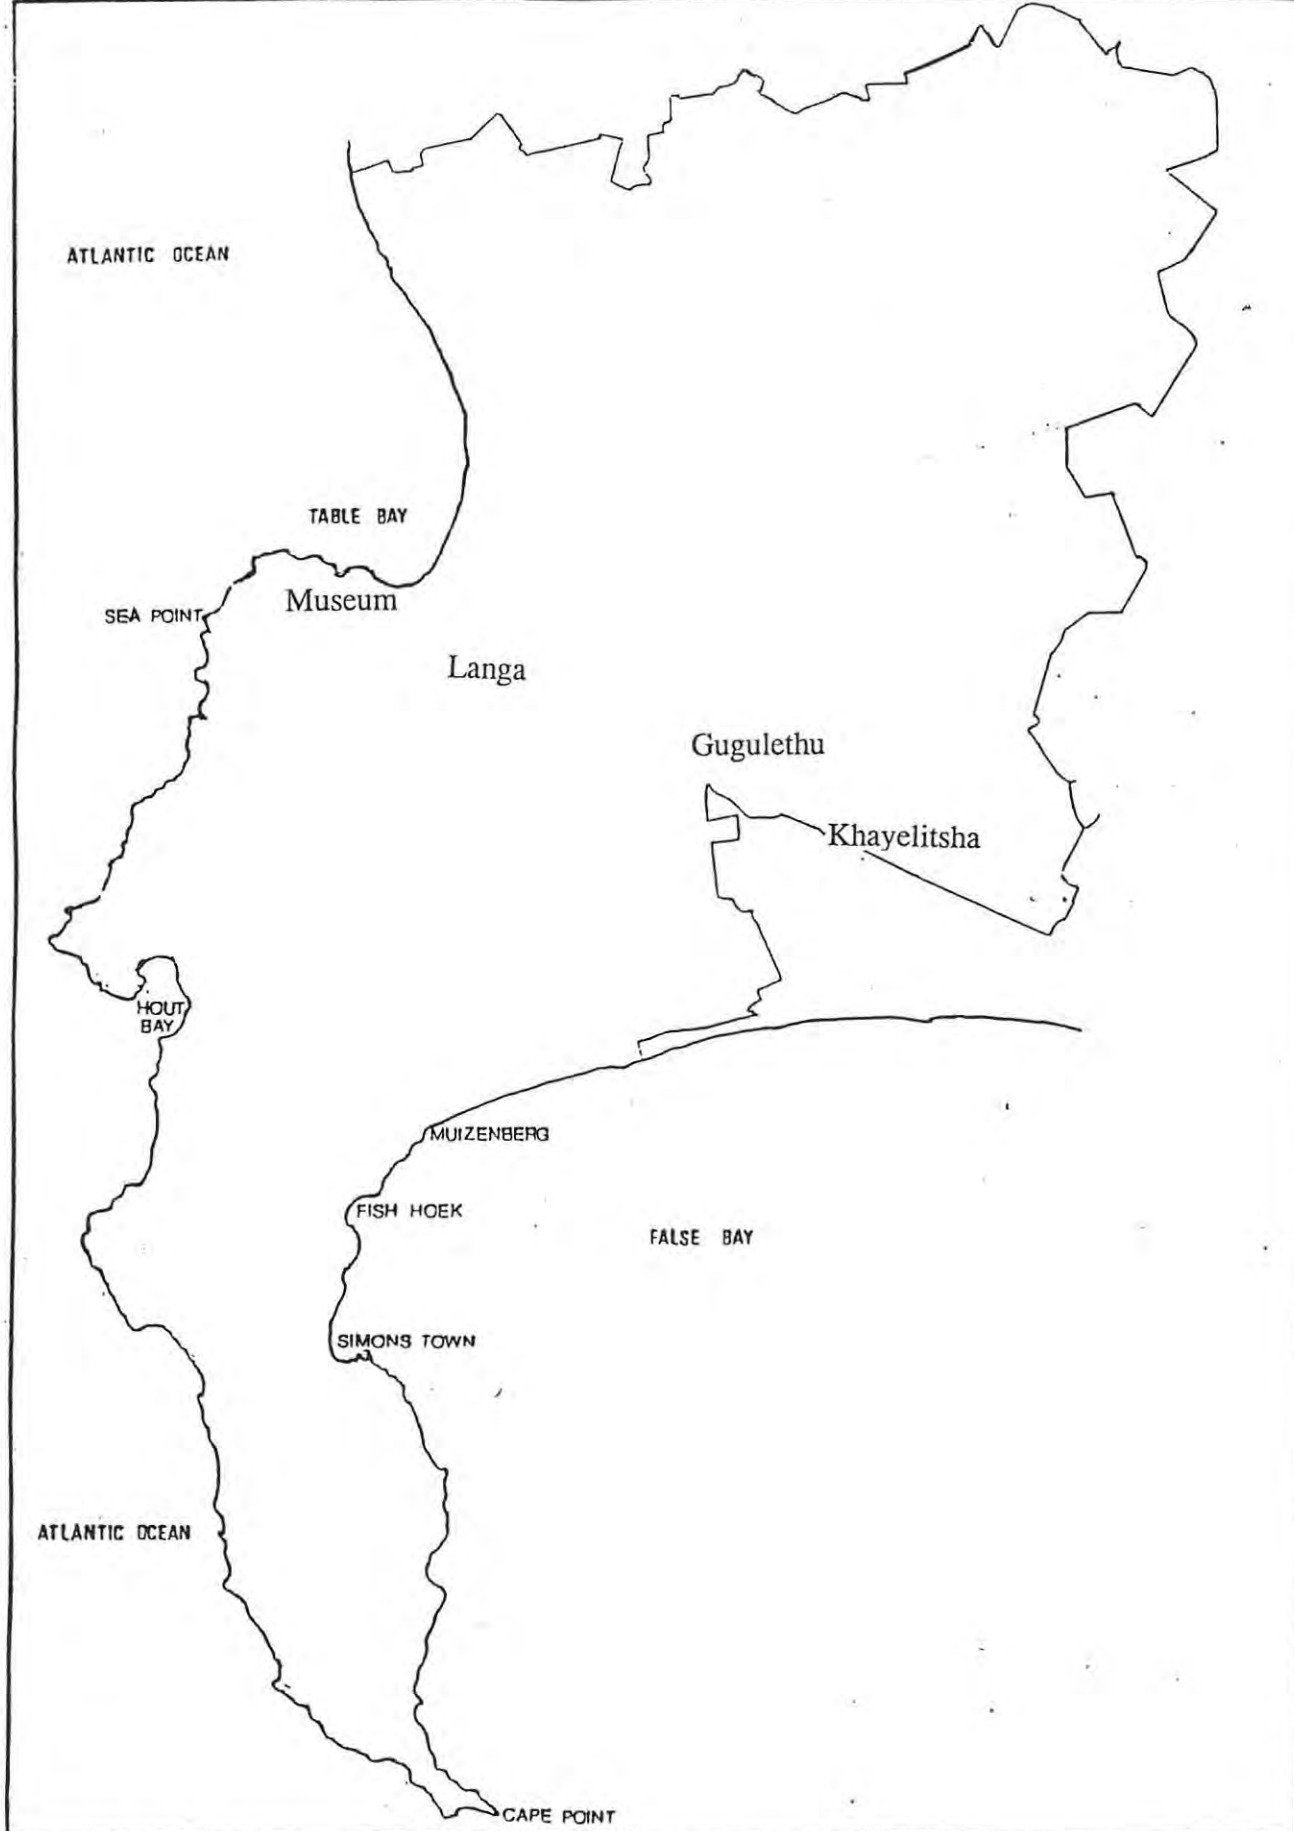 ATLANTIC OCEAN
TABLE BAY
Museum
SEA POINT
Langa
Gugulethu
Khayelitsha
HOUT
BAY
MUIZENBERG
FISH HOEK
FALSE BAY
SIMONS TOWN
ATLANTIC OCEAN
CAPE POINT